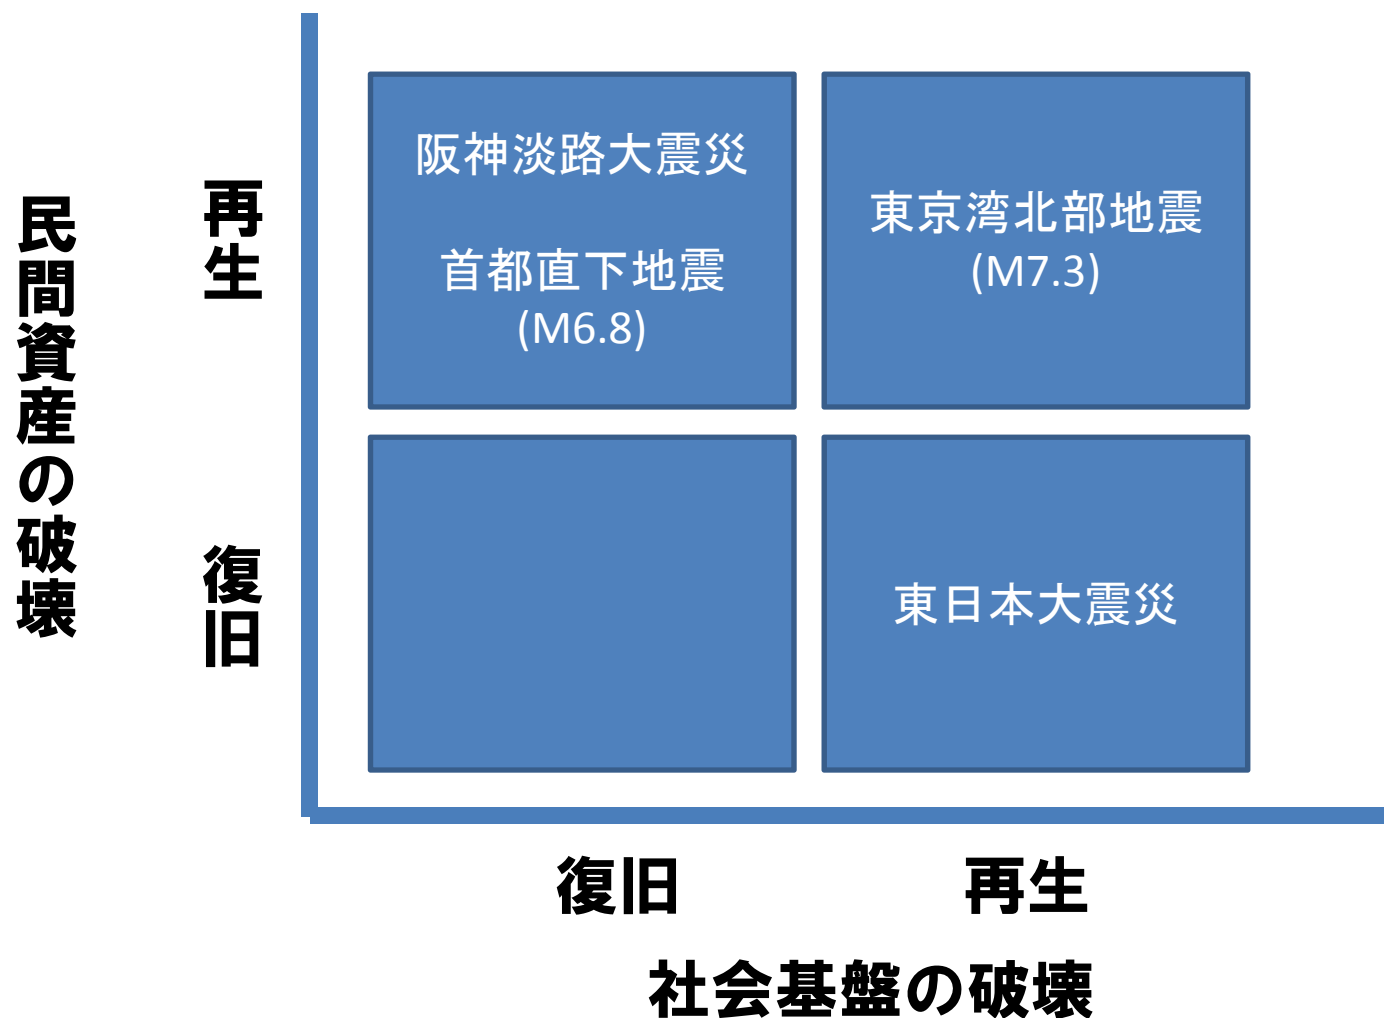 民間資産の破壊
再生
復旧
阪神淡路大震災
首都直下地震
(M6.8)
東京湾北部地震
(M7.3)
東日本大震災
復旧
再生
社会基盤の破壊